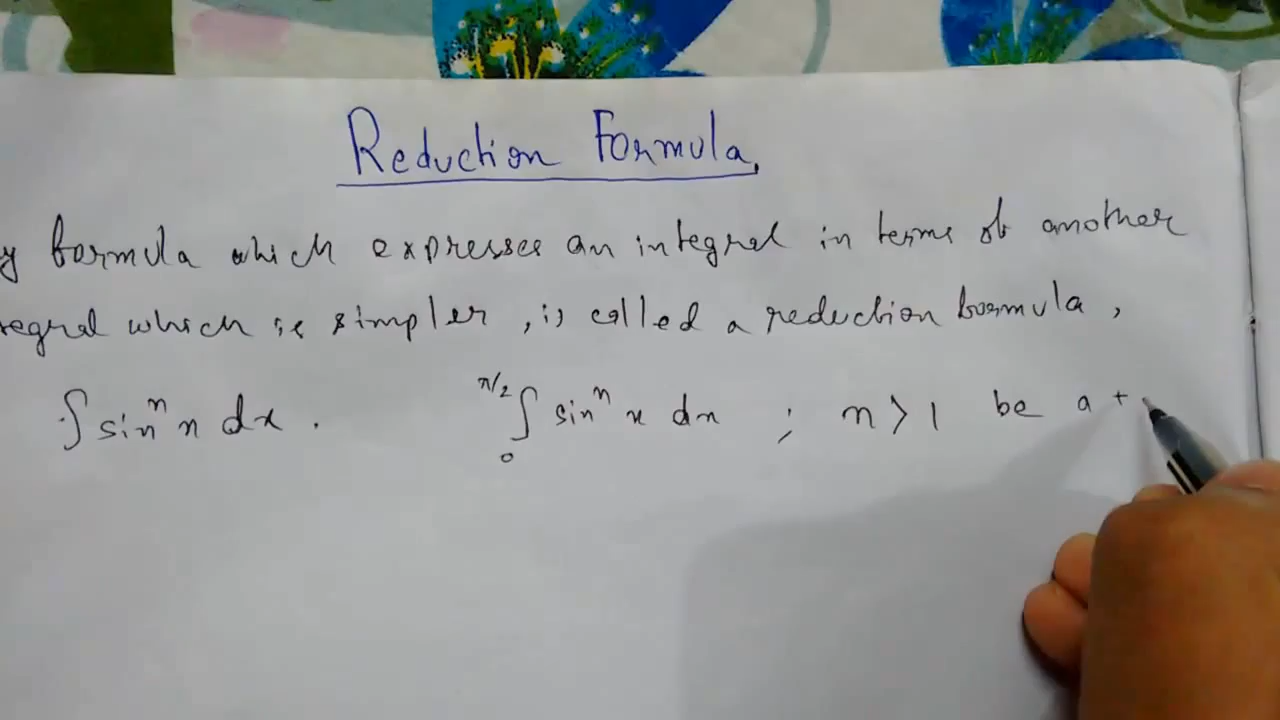 Reduction Formula,
y formula which expresses an integral in terms of another
tegral which is simpler, is called a reduction formula,
∫ sinⁿ x dx . π/2 ∫ 0 sinⁿ x dx ; n > 1 be a +